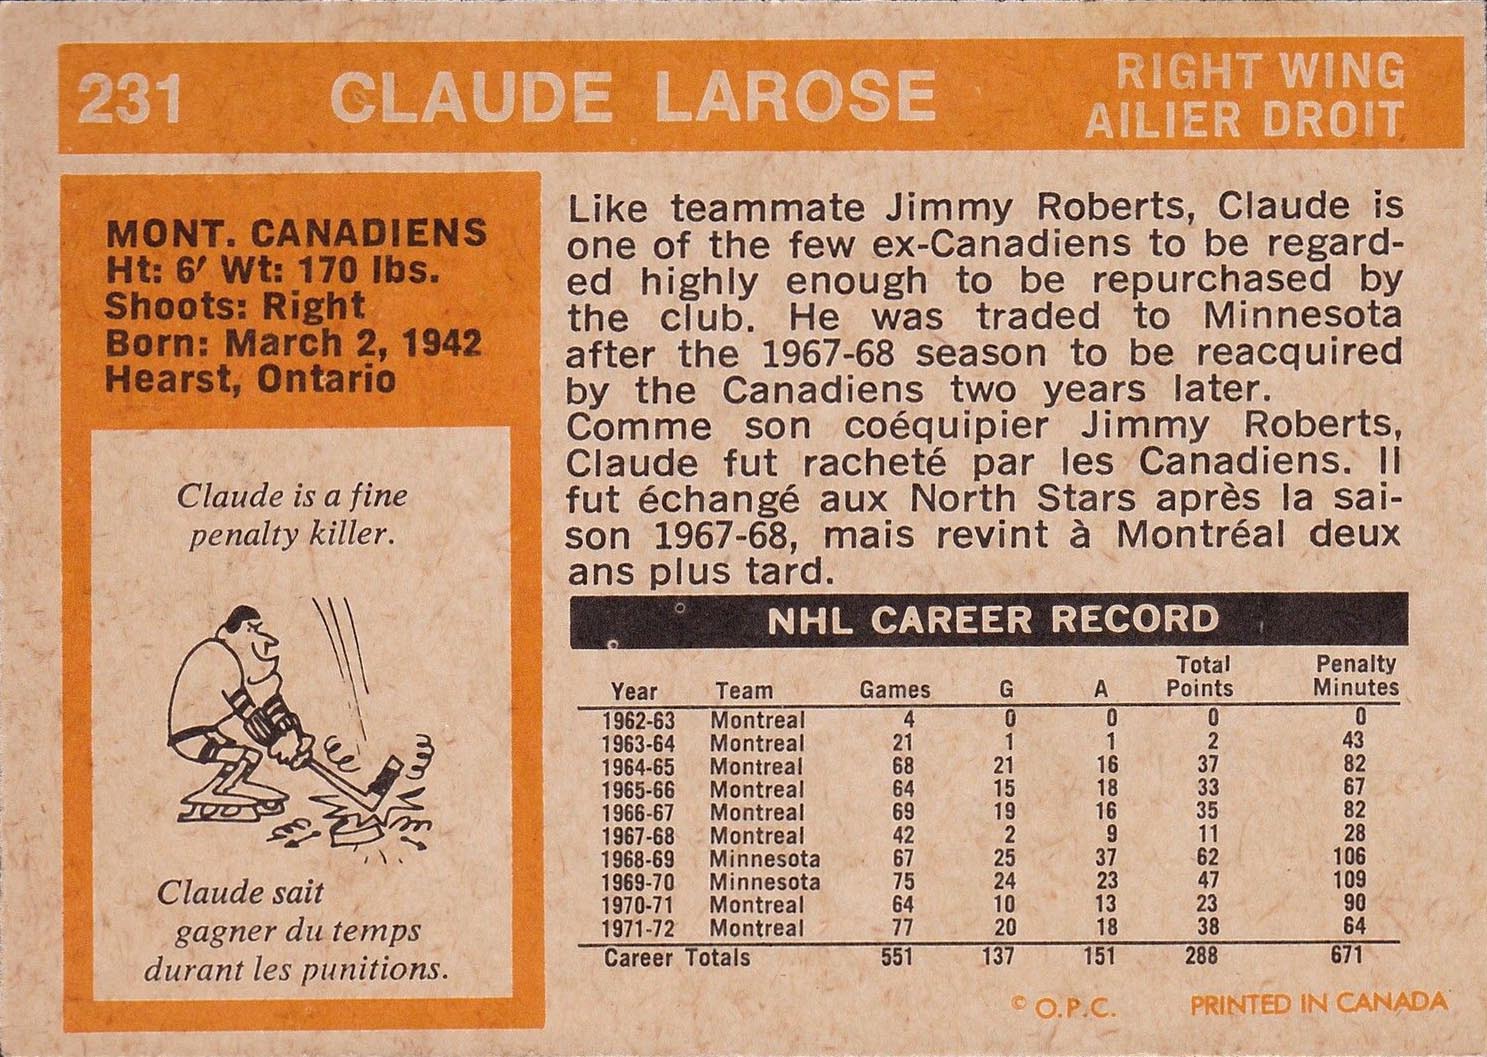 231 CLAUDE LAROSE RIGHT WING
AILIER DROIT
MONT. CANADIENS
Ht: 6' Wt: 170 lbs.
Shoots: Right
Born: March 2, 1942
Hearst, Ontario
Claude is a fine
penalty killer.
Claude sait
gagner du temps
durant les punitions.
Like teammate Jimmy Roberts, Claude is
one of the few ex-Canadiens to be regard-
ed highly enough to be repurchased by
the club. He was traded to Minnesota
after the 1967-68 season to be reacquired
by the Canadiens two years later.
Comme son coéquipier Jimmy Roberts,
Claude fut racheté par les Canadiens. Il
fut échangé aux North Stars après la sai-
son 1967-68, mais revint à Montréal deux
ans plus tard.
NHL CAREER RECORD
Year Team Games G A Total Points Penalty Minutes
1962-63 Montreal 4 0 0 0 0
1963-64 Montreal 21 1 1 2 43
1964-65 Montreal 68 21 16 37 82
1965-66 Montreal 64 15 18 33 67
1966-67 Montreal 69 19 16 35 82
1967-68 Montreal 42 2 9 11 28
1968-69 Minnesota 67 25 37 62 106
1969-70 Minnesota 75 24 23 47 109
1970-71 Montreal 64 10 13 23 90
1971-72 Montreal 77 20 18 38 64
Career Totals 551 137 151 288 671
© O.P.C. PRINTED IN CANADA